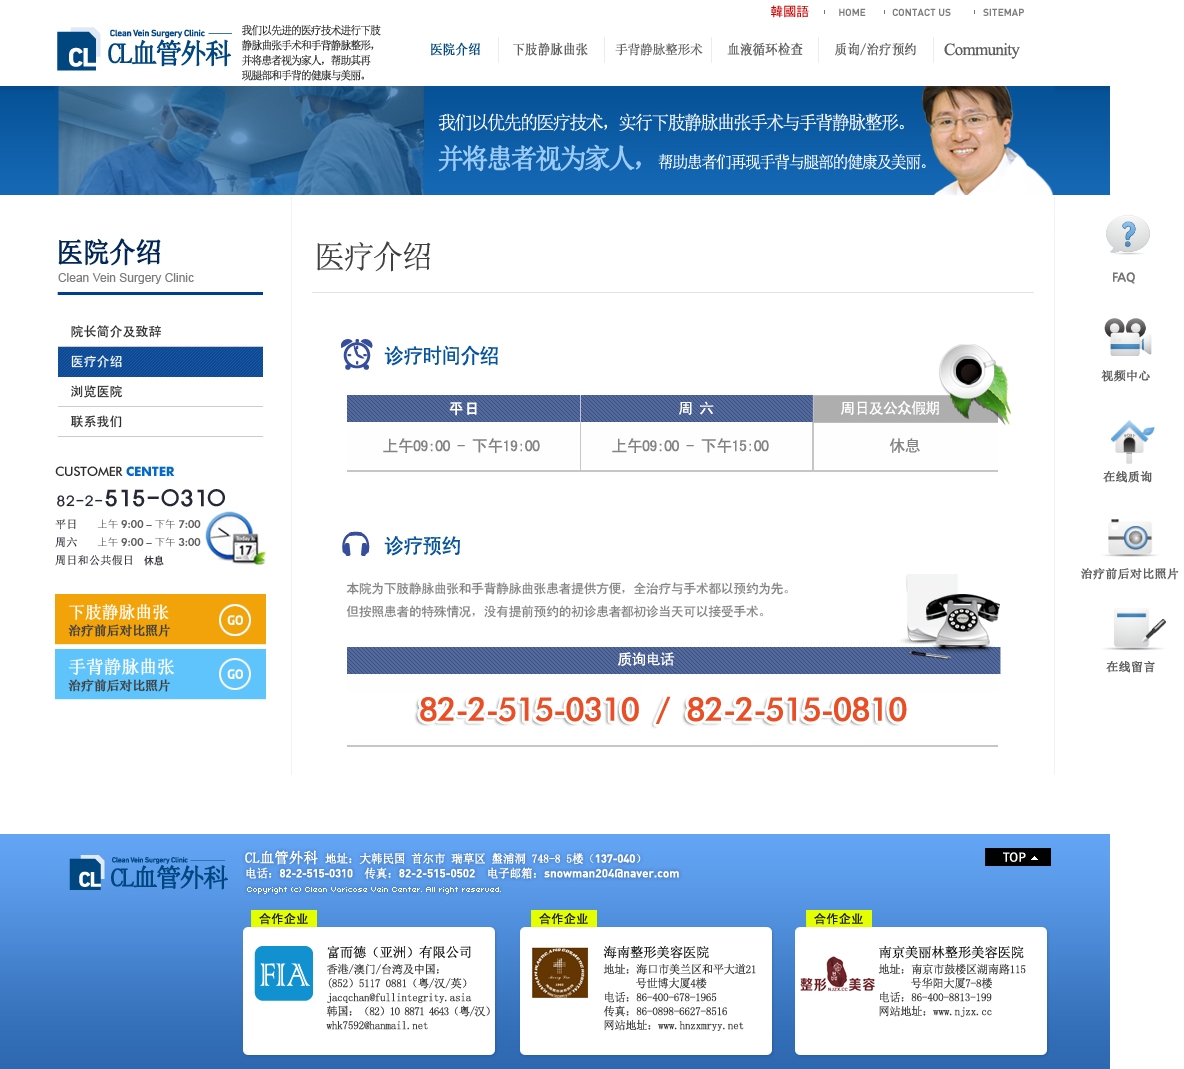 韓國語
HOME
CONTACT US
SITEMAP
Clean Vein Surgery Clinic
CL
CL血管外科
我们以先进的医疗技术进行下肢
静脉曲张手术和手背静脉整形,
并将患者视为家人，帮助其再
现腿部和手背的健康与美丽。
医院介绍
下肢静脉曲张
手背静脉整形术
血液循环检查
质询/治疗预约
Community
我们以优先的医疗技术，实行下肢静脉曲张手术与手背静脉整形。
并将患者视为家人，帮助患者们再现手背与腿部的健康及美丽。
医院介绍
Clean Vein Surgery Clinic
院长简介及致辞
医疗介绍
浏览医院
联系我们
CUSTOMER CENTER
82-2-515-0310
平日 上午 9:00 – 下午 7:00
周六 上午 9:00 – 下午 3:00
周日和公共假日 休息
17
下肢静脉曲张
治疗前后对比照片
GO
手背静脉曲张
治疗前后对比照片
GO
医疗介绍
诊疗时间介绍
平日 周 六 周日及公众假期
上午09:00 - 下午19:00 上午09:00 - 下午15:00 休息
诊疗预约
本院为下肢静脉曲张和手背静脉曲张患者提供方便，全治疗与手术都以预约为先。
但按照患者的特殊情况，没有提前预约的初诊患者都初诊当天可以接受手术。
质询电话
82-2-515-0310 / 82-2-515-0810
?
FAQ
视频中心
在线质询
治疗前后对比照片
在线留言
Clean Vein Surgery Clinic
CL
CL血管外科
CL血管外科 地址：大韩民国 首尔市 瑞草区 盤浦洞 748-8 5楼（137-040）
电话：82-2-515-0310 传真：82-2-515-0502 电子邮箱：snowman204@naver.com
Copyright (c) Clean Varicose Vein Center. All right reserved.
TOP
合作企业
FIA
富而德（亚洲）有限公司
香港/澳门/台湾及中国:
(852) 5117 0881（粤/汉/英）
jacqchan@fullintegrity.asia
韩国：（82）10 8871 4643（粤/汉）
whk7592@hanmail.net
合作企业
海南整形美容医院
地址：海口市美兰区和平大道21
号世博大厦4楼
电话：86-400-678-1965
传真：86-0898-6627-8516
网站地址：www.hnzxmryy.net
合作企业
整形 美容
NJZX.CC
南京美丽林整形美容医院
地址：南京市鼓楼区湖南路115
号华阳大厦7-8楼
电话：86-400-8813-199
网站地址：www.njzx.cc